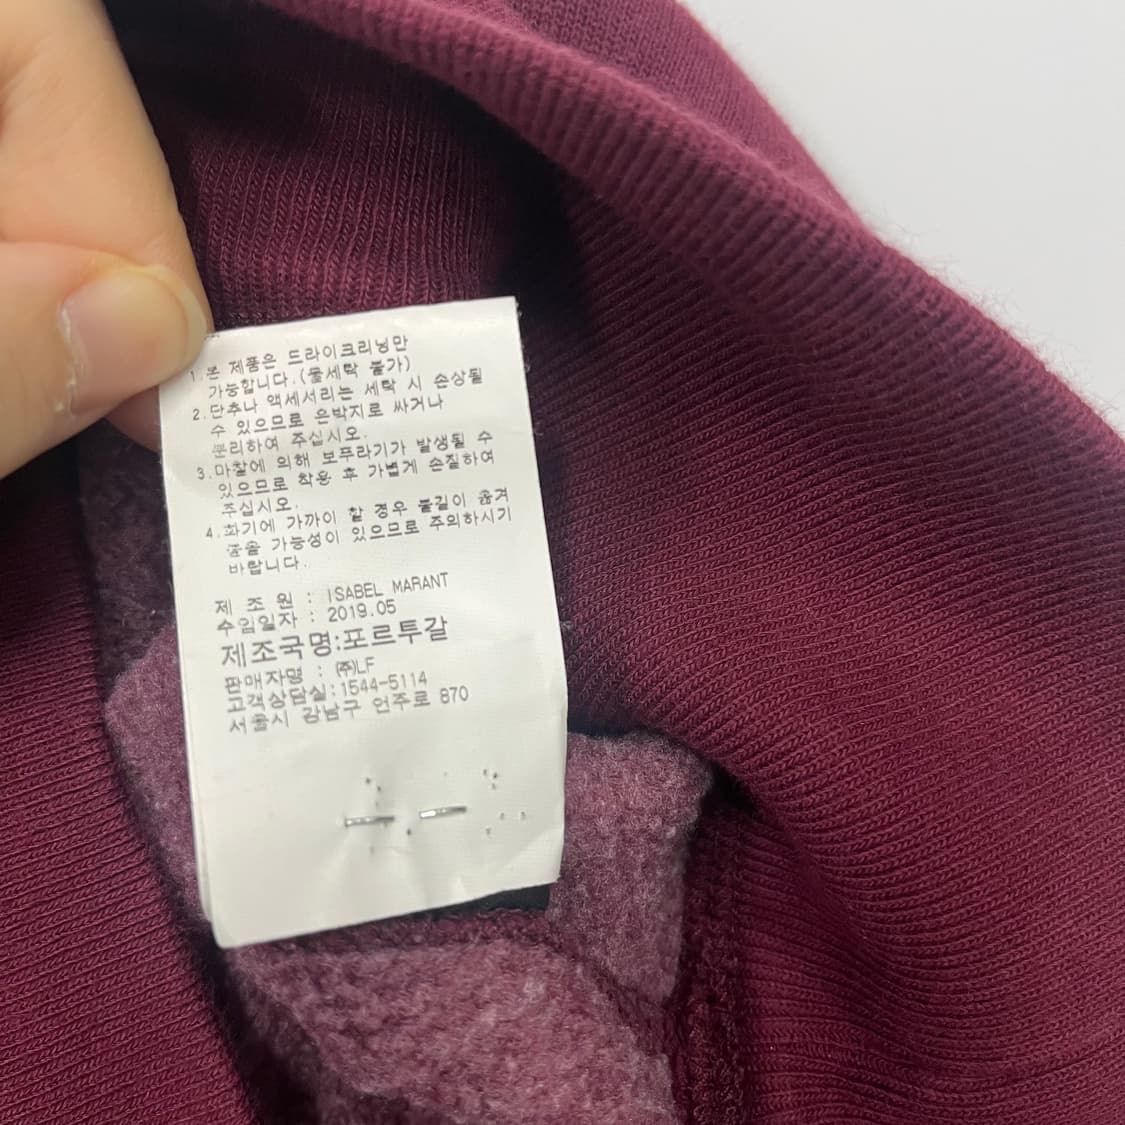 1.본 제품은 드라이크리닝만
가능합니다.(물세탁 불가)
2.단추나 액세서리는 세탁 시 손상될
수 있으므로 은박지로 싸거나
분리하여 주십시오.
3.마찰에 의해 보푸라기가 발생될 수
있으므로 착용 후 가볍게 손질하여
주십시오.
4.화기에 가까이 할 경우 불길이 옮겨
붙을 가능성이 있으므로 주의하시기
바랍니다.
제 조 원 : ISABEL MARANT
수입일자 : 2019.05
제조국명:포르투갈
판매자명 : ㈜LF
고객상담실:1544-5114
서울시 강남구 언주로 870